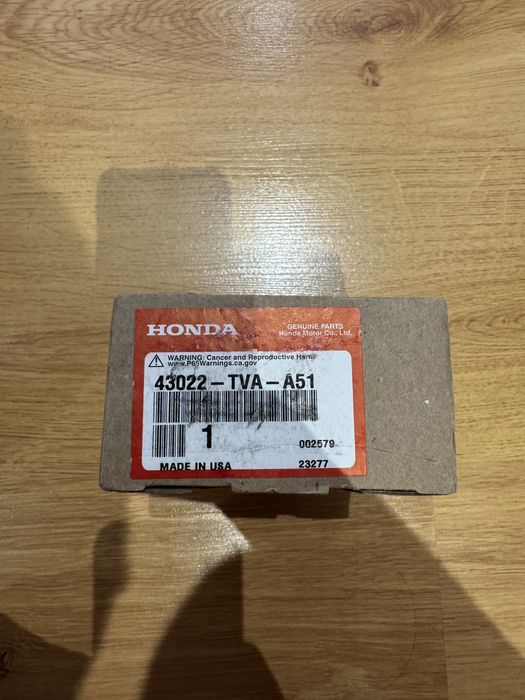 HONDA
GENUINE PARTS
Honda Motor Co., Ltd.
WARNING: Cancer and Reproductive Harm
www.P65Warnings.ca.gov
43022-TVA-A51
1
002579
MADE IN USA
23277